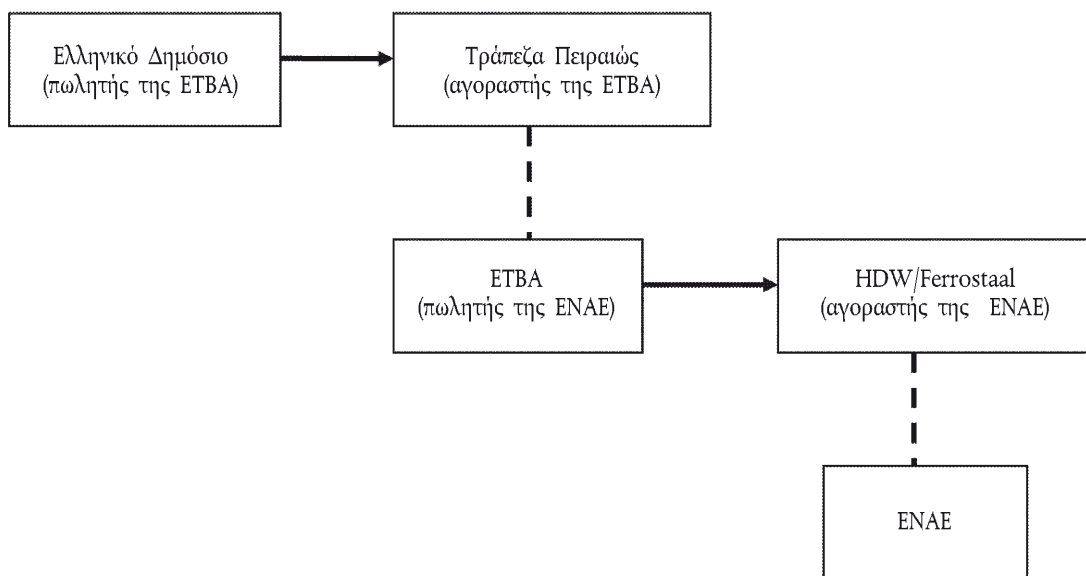 Ελληνικό Δημόσιο
(πωλητής της ΕΤΒΑ)
Τράπεζα Πειραιώς
(αγοραστής της ΕΤΒΑ)
ΕΤΒΑ
(πωλητής της ΕΝΑΕ)
HDW/Ferrostaal
(αγοραστής της ΕΝΑΕ)
ΕΝΑΕ